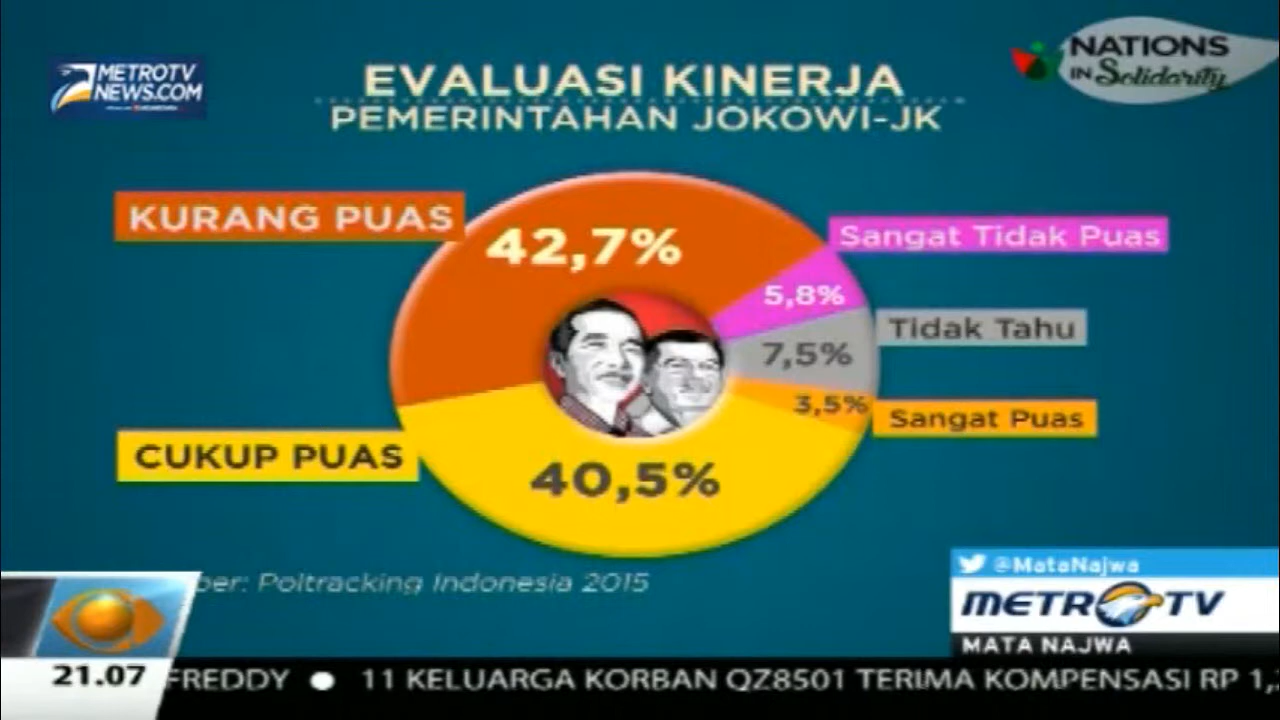 METROTV
NEWS.COM
NATIONS
IN Solidarity
EVALUASI KINERJA
PEMERINTAHAN JOKOWI-JK
KURANG PUAS
42,7%
Sangat Tidak Puas
5,8%
Tidak Tahu
7,5%
3,5%
Sangat Puas
CUKUP PUAS
40,5%
ber: Poltracking Indonesia 2015
@MataNajwa
METRO TV
MATA NAJWA
21.07
FREDDY ● 11 KELUARGA KORBAN QZ8501 TERIMA KOMPENSASI RP 1,